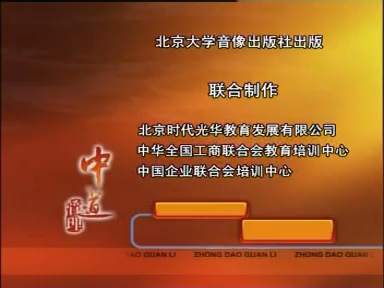 北京大学音像出版社出版
联合制作
北京时代光华教育发展有限公司
中华全国工商联合会教育培训中心
中国企业联合会培训中心
中道
管理
DAO GUAN LI ZHONG DAO GUAN LI ZHONG DAO G